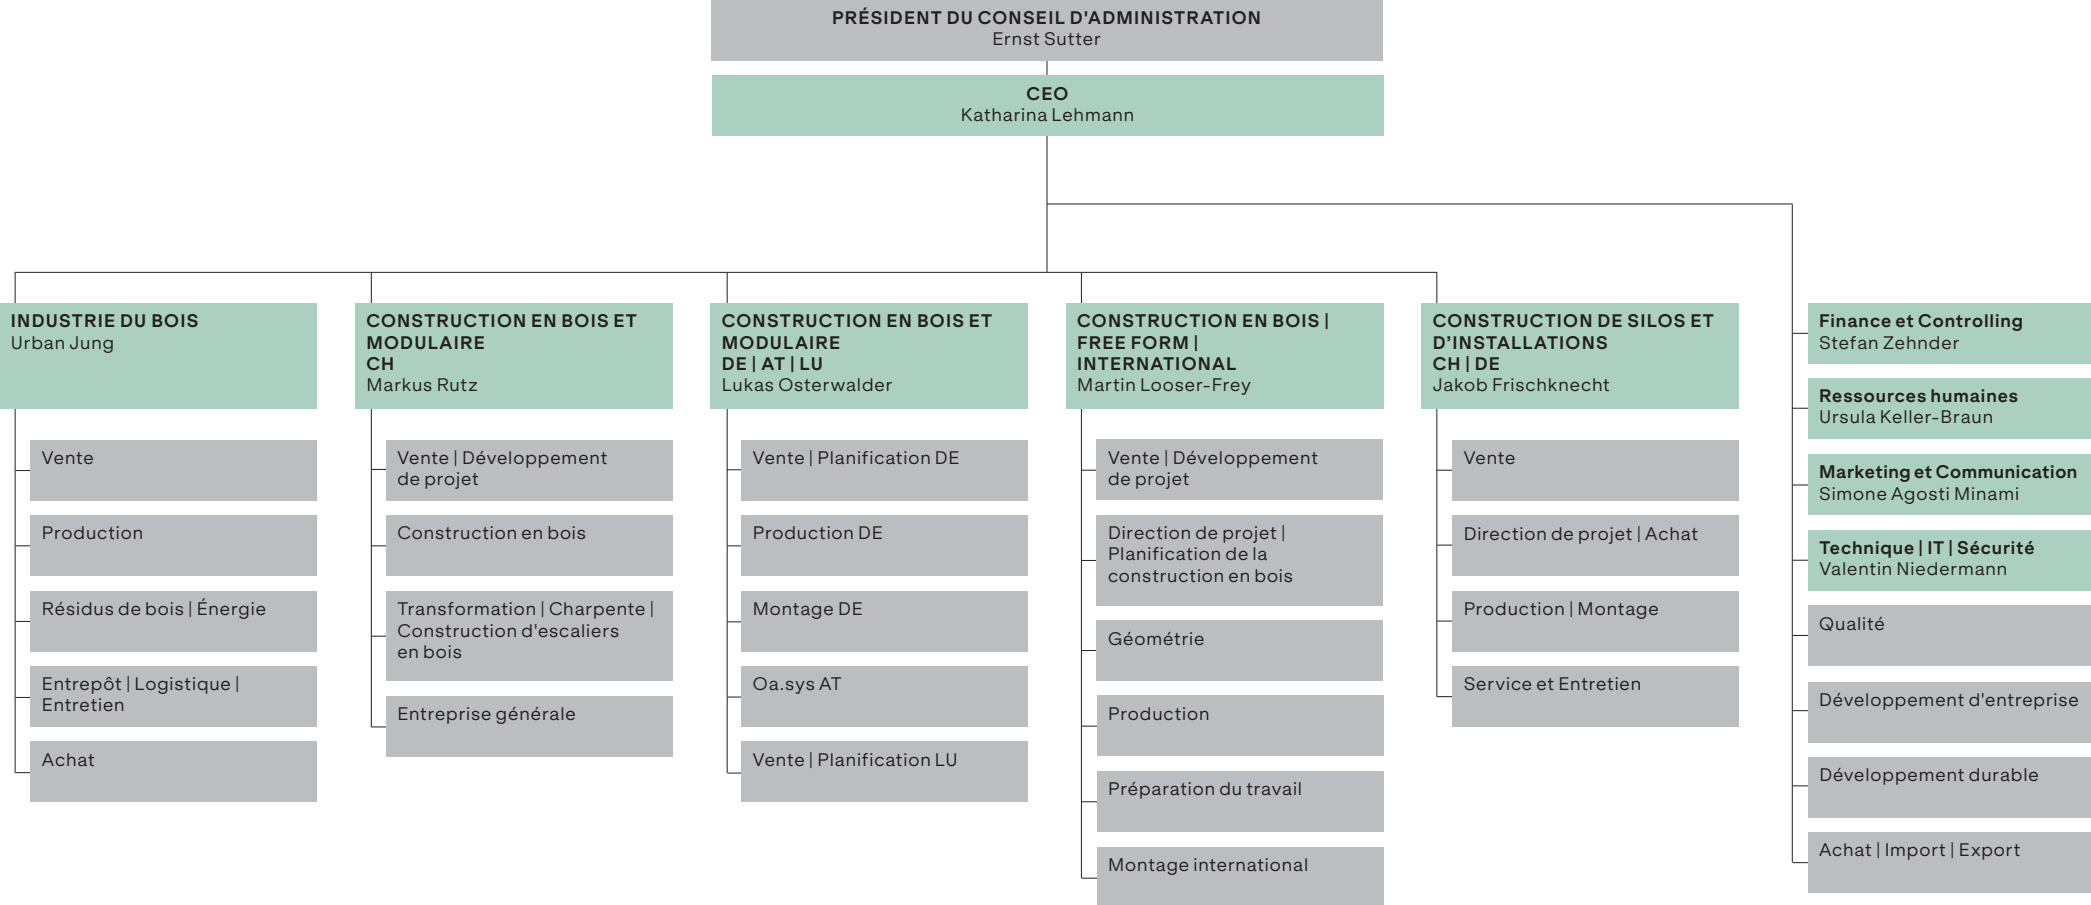 PRÉSIDENT DU CONSEIL D'ADMINISTRATION
Ernst Sutter
CEO
Katharina Lehmann
INDUSTRIE DU BOIS
Urban Jung
Vente
Production
Résidus de bois | Énergie
Entrepôt | Logistique |
Entretien
Achat
CONSTRUCTION EN BOIS ET
MODULAIRE
CH
Markus Rutz
Vente | Développement
de projet
Construction en bois
Transformation | Charpente |
Construction d'escaliers
en bois
Entreprise générale
CONSTRUCTION EN BOIS ET
MODULAIRE
DE | AT | LU
Lukas Osterwalder
Vente | Planification DE
Production DE
Montage DE
Oa.sys AT
Vente | Planification LU
CONSTRUCTION EN BOIS |
FREE FORM |
INTERNATIONAL
Martin Looser-Frey
Vente | Développement
de projet
Direction de projet |
Planification de la
construction en bois
Géométrie
Production
Préparation du travail
Montage international
CONSTRUCTION DE SILOS ET
D’INSTALLATIONS
CH | DE
Jakob Frischknecht
Vente
Direction de projet | Achat
Production | Montage
Service et Entretien
Finance et Controlling
Stefan Zehnder
Ressources humaines
Ursula Keller-Braun
Marketing et Communication
Simone Agosti Minami
Technique | IT | Sécurité
Valentin Niedermann
Qualité
Développement d'entreprise
Développement durable
Achat | Import | Export